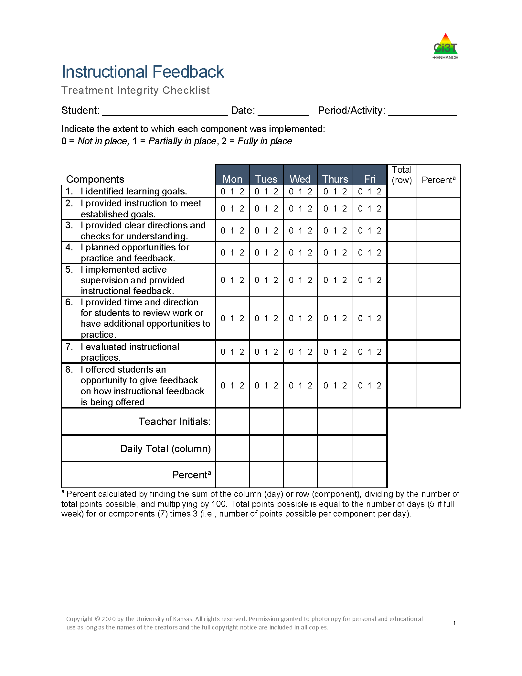 Ci3T
Instructional Feedback
Treatment Integrity Checklist
Student: ______________________ Date: _________ Period/Activity: ____________
Indicate the extent to which each component was implemented:
0 = Not in place, 1 = Partially in place, 2 = Fully in place
Components Mon Tues Wed Thurs Fri Total (row) Percentᵃ
1. I identified learning goals. 0 1 2 0 1 2 0 1 2 0 1 2 0 1 2
2. I provided instruction to meet
established goals. 0 1 2 0 1 2 0 1 2 0 1 2 0 1 2
3. I provided clear directions and
checks for understanding. 0 1 2 0 1 2 0 1 2 0 1 2 0 1 2
4. I planned opportunities for
practice and feedback. 0 1 2 0 1 2 0 1 2 0 1 2 0 1 2
5. I implemented active
supervision and provided
instructional feedback. 0 1 2 0 1 2 0 1 2 0 1 2 0 1 2
6. I provided time and direction
for students to review work or
have additional opportunities to
practice. 0 1 2 0 1 2 0 1 2 0 1 2 0 1 2
7. I evaluated instructional
practices. 0 1 2 0 1 2 0 1 2 0 1 2 0 1 2
8. I offered students an
opportunity to give feedback
on how instructional feedback
is being offered 0 1 2 0 1 2 0 1 2 0 1 2 0 1 2
Teacher Initials:
Daily Total (column)
Percentᵃ
ᵃ Percent calculated by finding the sum of the column (day) or row (component), dividing by the number of
total points possible, and multiplying by 100. Total points possible is equal to the number of days (5 if full
week) for or components (7) times 3 (i.e., number of points possible per component per day).
Copyright © 2020 by the University of Kansas. All rights reserved. Permission granted to photocopy for personal and educational
use as long as the names of the creators and the full copyright notice are included in all copies.
1